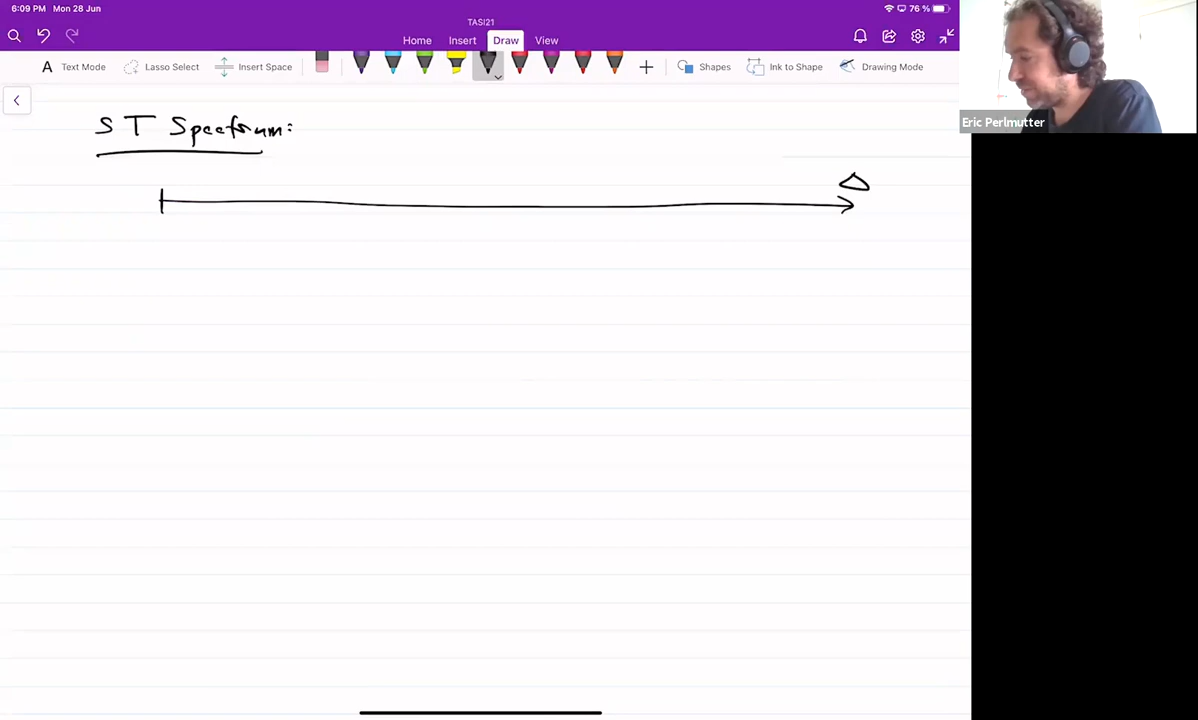 6:09 PM Mon 28 Jun
76 %
TASI21
Home Insert Draw View
A Text Mode Lasso Select Insert Space Shapes Ink to Shape Drawing Mode
Eric Perlmutter
ST Spectrum:
Δ